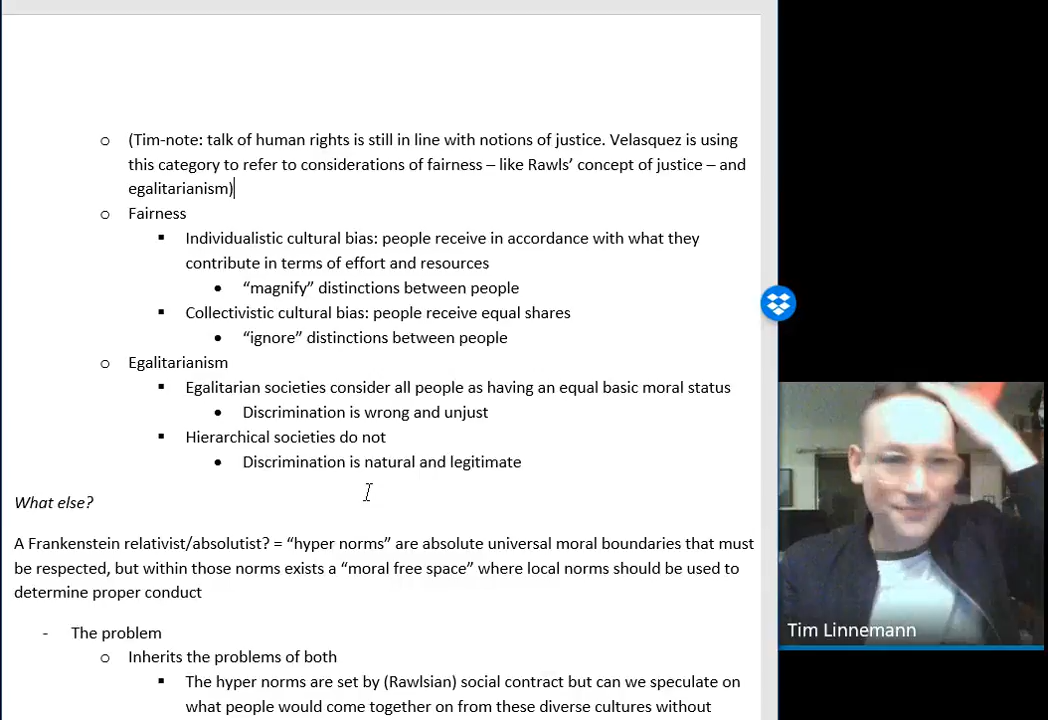 (Tim-note: talk of human rights is still in line with notions of justice. Velasquez is using
this category to refer to considerations of fairness – like Rawls’ concept of justice – and
egalitarianism)
Fairness
Individualistic cultural bias: people receive in accordance with what they
contribute in terms of effort and resources
“magnify” distinctions between people
Collectivistic cultural bias: people receive equal shares
“ignore” distinctions between people
Egalitarianism
Egalitarian societies consider all people as having an equal basic moral status
Discrimination is wrong and unjust
Hierarchical societies do not
Discrimination is natural and legitimate
What else?
A Frankenstein relativist/absolutist? = “hyper norms” are absolute universal moral boundaries that must
be respected, but within those norms exists a “moral free space” where local norms should be used to
determine proper conduct
- The problem
Inherits the problems of both
The hyper norms are set by (Rawlsian) social contract but can we speculate on
what people would come together on from these diverse cultures without
Tim Linnemann